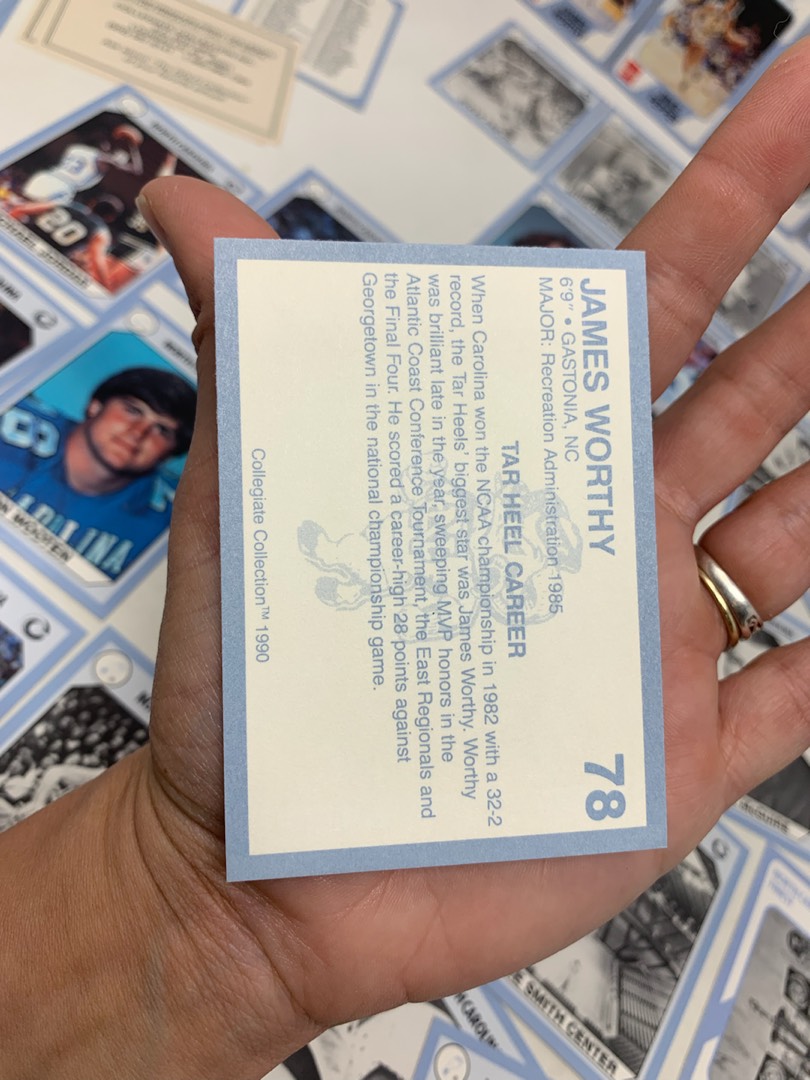 JAMES WORTHY
78
6'9" • GASTONIA, NC
MAJOR: Recreation Administration 1985
TAR HEEL CAREER
When Carolina won the NCAA championship in 1982 with a 32-2
record, the Tar Heels' biggest star was James Worthy. Worthy
was brilliant late in the year, sweeping MVP honors in the
Atlantic Coast Conference Tournament, the East Regionals and
the Final Four. He scored a career-high 28 points against
Georgetown in the national championship game.
Collegiate Collection™ 1990
20
WOOTEN
SMITH CENTER